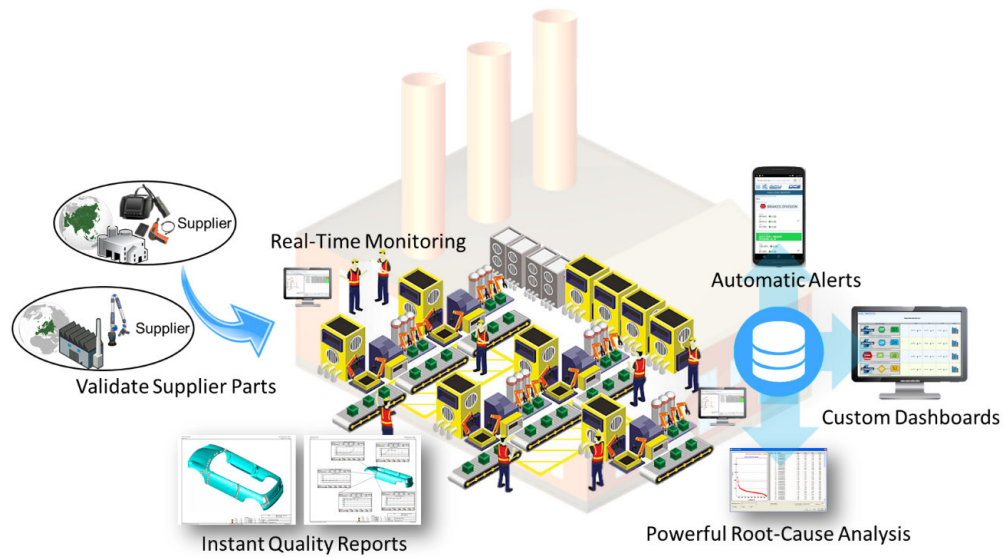 Supplier
Real-Time Monitoring
Supplier
Validate Supplier Parts
Automatic Alerts
Custom Dashboards
Instant Quality Reports
Powerful Root-Cause Analysis